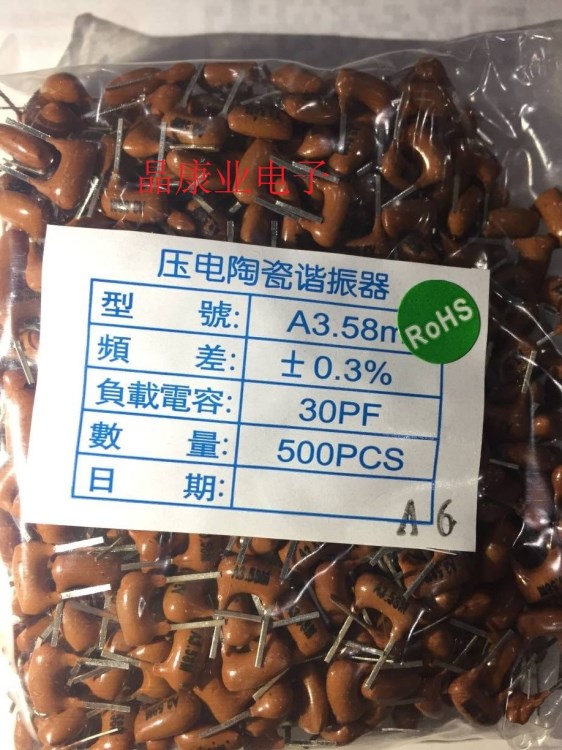 晶康业电子
压电陶瓷谐振器
型 號: A3.58m
RoHS
頻 差: ±0.3%
負載電容: 30PF
數 量: 500PCS
日 期:
A6